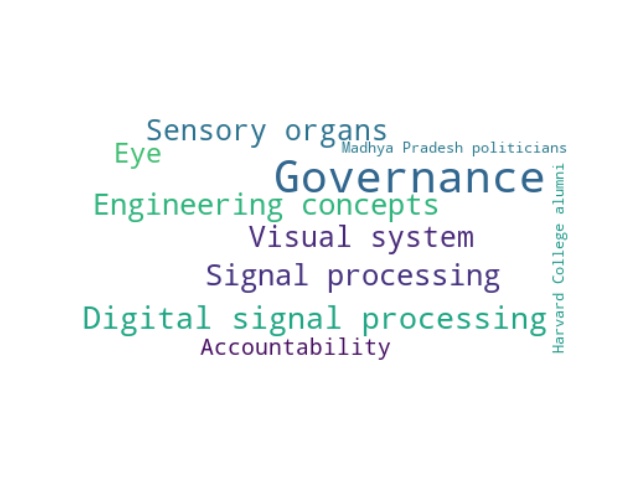 Sensory organs
Madhya Pradesh politicians
Eye
Governance
Engineering concepts
Visual system
Signal processing
Digital signal processing
Accountability
Harvard College alumni